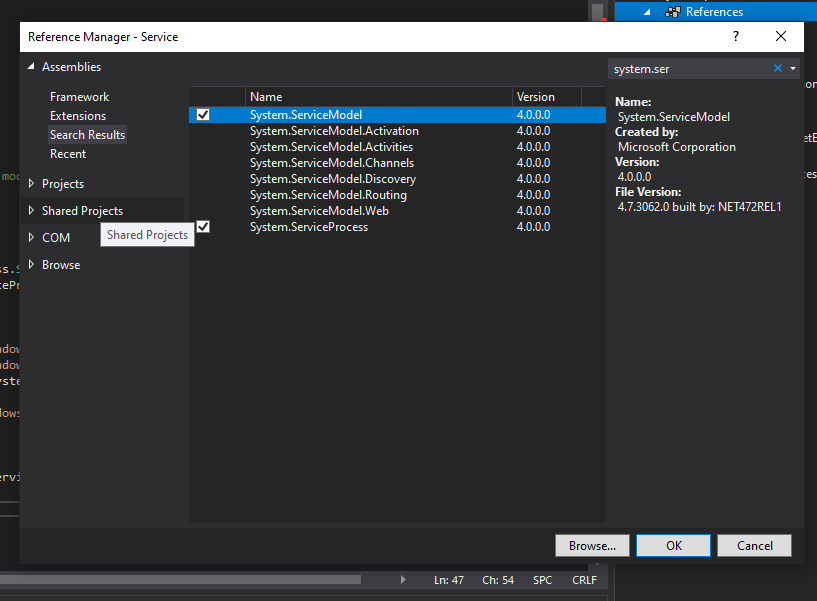 References
Reference Manager - Service
?
Assemblies
system.ser
Framework
Extensions
Search Results
Recent
Projects
Shared Projects
COM
Shared Projects
Browse
Name Version
System.ServiceModel 4.0.0.0
System.ServiceModel.Activation 4.0.0.0
System.ServiceModel.Activities 4.0.0.0
System.ServiceModel.Channels 4.0.0.0
System.ServiceModel.Discovery 4.0.0.0
System.ServiceModel.Routing 4.0.0.0
System.ServiceModel.Web 4.0.0.0
System.ServiceProcess 4.0.0.0
Name:
System.ServiceModel
Created by:
Microsoft Corporation
Version:
4.0.0.0
File Version:
4.7.3062.0 built by: NET472REL1
Browse... OK Cancel
Ln: 47 Ch: 54 SPC CRLF